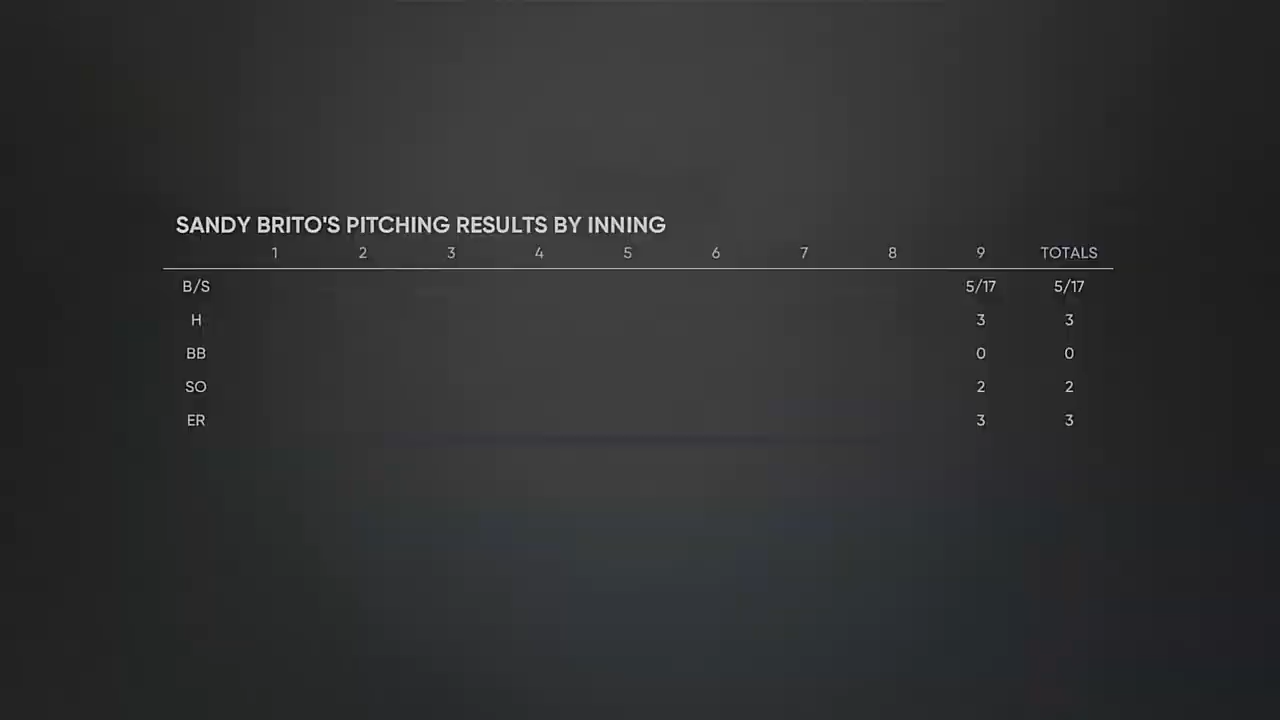 SANDY BRITO'S PITCHING RESULTS BY INNING
1 2 3 4 5 6 7 8 9 TOTALS
B/S 5/17 5/17
H 3 3
BB 0 0
SO 2 2
ER 3 3